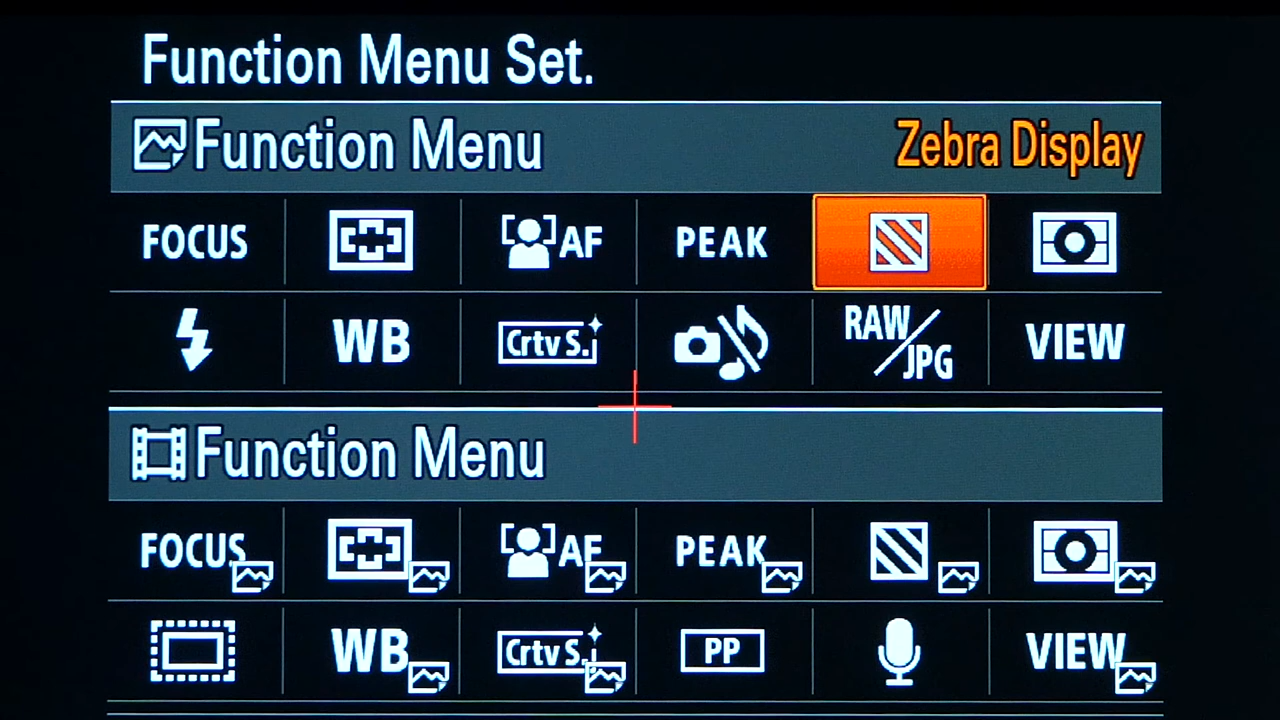 Function Menu Set.
Function Menu Zebra Display
FOCUS AF PEAK
WB Crtv S. RAW/JPG VIEW
Function Menu
FOCUS AF PEAK
WB Crtv S. PP VIEW